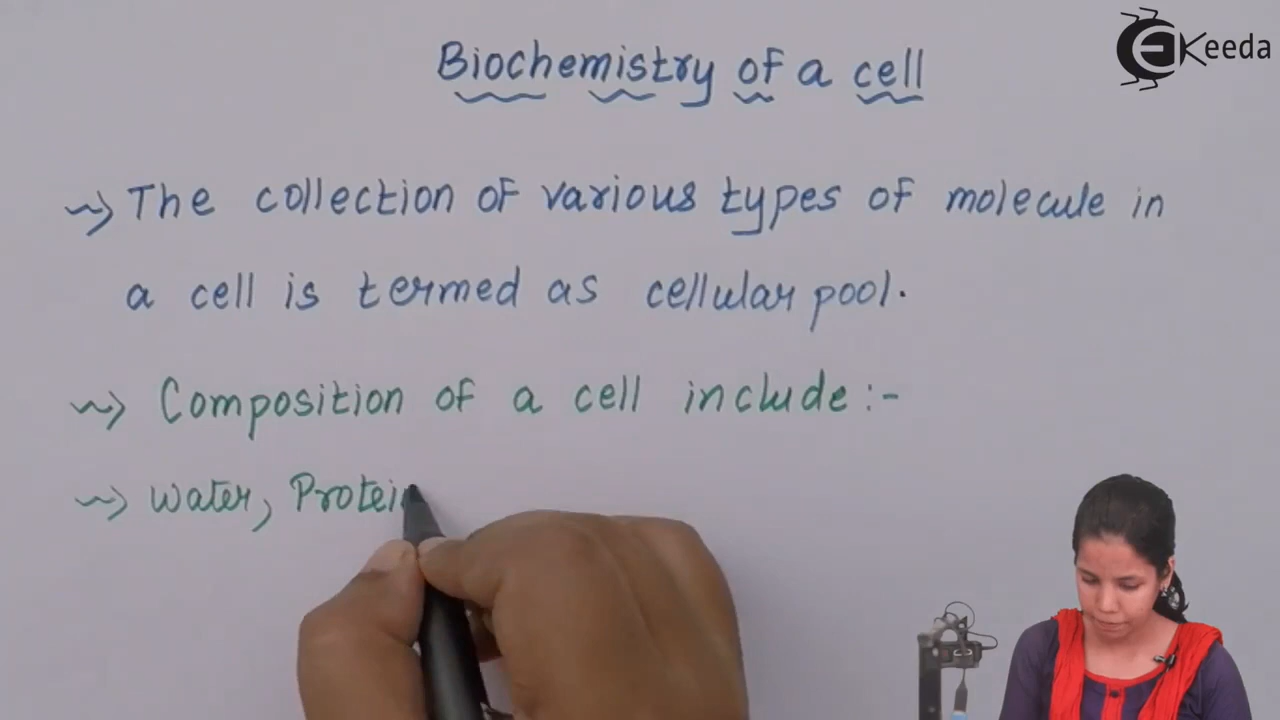 Biochemistry of a cell
EKeeda
~> The collection of various types of molecule in
a cell is termed as cellular pool.
~> Composition of a cell include :-
~> Water, Protein